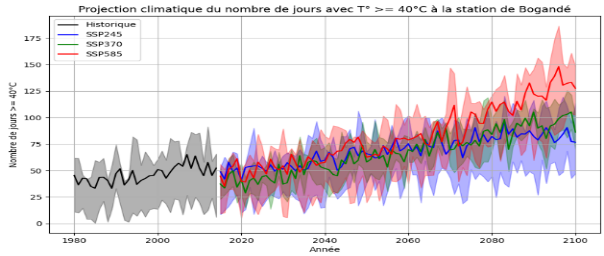 Projection climatique du nombre de jours avec T° >= 40°C à la station de Bogandé
Historique
SSP245
SSP370
SSP585
Nombre de jours >= 40°C
175
150
125
100
75
50
25
0
1980
2000
2020
2040
2060
2080
2100
Année